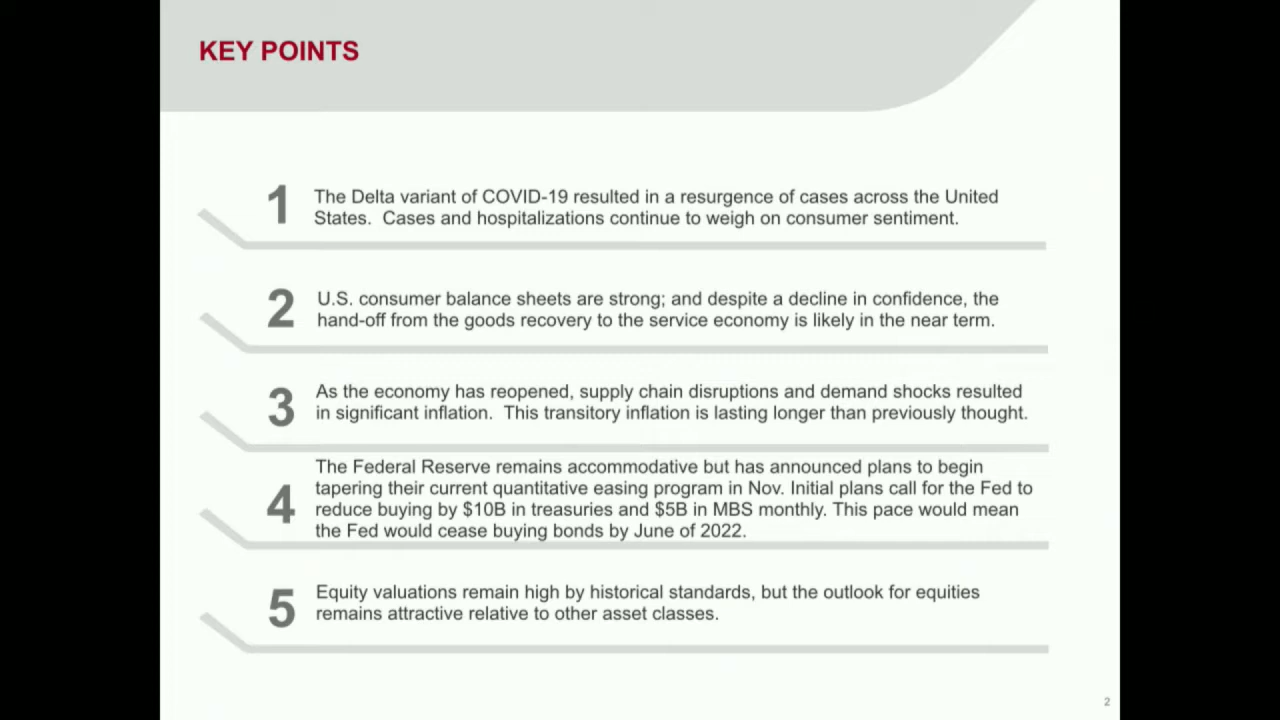 KEY POINTS
1
The Delta variant of COVID-19 resulted in a resurgence of cases across the United
States.  Cases and hospitalizations continue to weigh on consumer sentiment.
2
U.S. consumer balance sheets are strong; and despite a decline in confidence, the
hand-off from the goods recovery to the service economy is likely in the near term.
3
As the economy has reopened, supply chain disruptions and demand shocks resulted
in significant inflation.  This transitory inflation is lasting longer than previously thought.
4
The Federal Reserve remains accommodative but has announced plans to begin
tapering their current quantitative easing program in Nov. Initial plans call for the Fed to
reduce buying by $10B in treasuries and $5B in MBS monthly. This pace would mean
the Fed would cease buying bonds by June of 2022.
5
Equity valuations remain high by historical standards, but the outlook for equities
remains attractive relative to other asset classes.
2